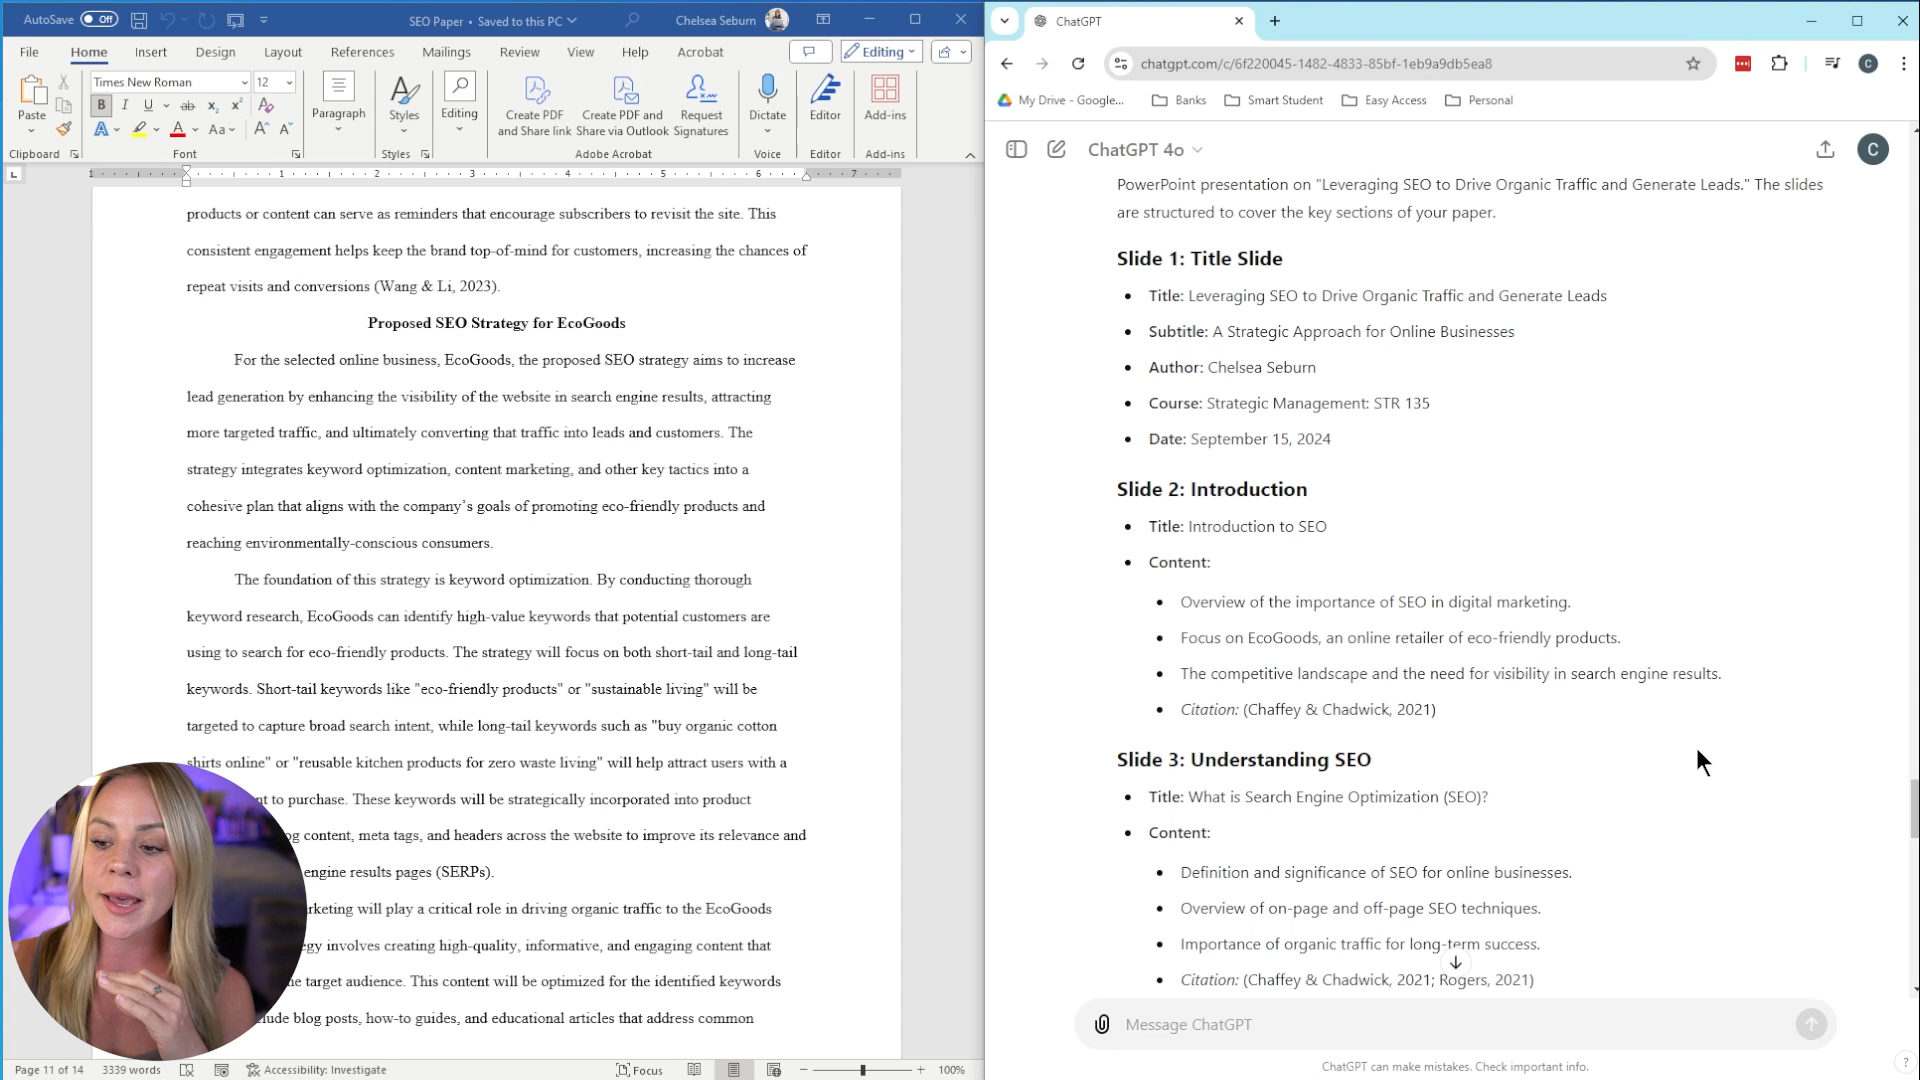 AutoSave Off SEO Paper • Saved to this PC Chelsea Seburn
File Home Insert Design Layout References Mailings Review View Help Acrobat Editing
Times New Roman 12
B I U ab x₂ x² A
A A Aa A A
Paste Paragraph Styles Editing Create PDF and Share link Create PDF and Share via Outlook Request Signatures Dictate Editor Add-ins
Clipboard Font Styles Adobe Acrobat Voice Editor Add-ins
L 1 1 2 3 4 5 6 7
products or content can serve as reminders that encourage subscribers to revisit the site. This
consistent engagement helps keep the brand top-of-mind for customers, increasing the chances of
repeat visits and conversions (Wang & Li, 2023).
Proposed SEO Strategy for EcoGoods
For the selected online business, EcoGoods, the proposed SEO strategy aims to increase
lead generation by enhancing the visibility of the website in search engine results, attracting
more targeted traffic, and ultimately converting that traffic into leads and customers. The
strategy integrates keyword optimization, content marketing, and other key tactics into a
cohesive plan that aligns with the company’s goals of promoting eco-friendly products and
reaching environmentally-conscious consumers.
The foundation of this strategy is keyword optimization. By conducting thorough
keyword research, EcoGoods can identify high-value keywords that potential customers are
using to search for eco-friendly products. The strategy will focus on both short-tail and long-tail
keywords. Short-tail keywords like "eco-friendly products" or "sustainable living" will be
targeted to capture broad search intent, while long-tail keywords such as "buy organic cotton
shirts online" or "reusable kitchen products for zero waste living" will help attract users with a
to purchase. These keywords will be strategically incorporated into product
content, meta tags, and headers across the website to improve its relevance and
engine results pages (SERPs).
will play a critical role in driving organic traffic to the EcoGoods
involves creating high-quality, informative, and engaging content that
target audience. This content will be optimized for the identified keywords
blog posts, how-to guides, and educational articles that address common
Page 11 of 14 3339 words Accessibility: Investigate Focus 100%
ChatGPT
chatgpt.com/c/6f220045-1482-4833-85bf-1eb9a9db5ea8 C
My Drive - Google... Banks Smart Student Easy Access Personal
ChatGPT 4o C
PowerPoint presentation on "Leveraging SEO to Drive Organic Traffic and Generate Leads." The slides
are structured to cover the key sections of your paper.
Slide 1: Title Slide
• Title: Leveraging SEO to Drive Organic Traffic and Generate Leads
• Subtitle: A Strategic Approach for Online Businesses
• Author: Chelsea Seburn
• Course: Strategic Management: STR 135
• Date: September 15, 2024
Slide 2: Introduction
• Title: Introduction to SEO
• Content:
• Overview of the importance of SEO in digital marketing.
• Focus on EcoGoods, an online retailer of eco-friendly products.
• The competitive landscape and the need for visibility in search engine results.
• Citation: (Chaffey & Chadwick, 2021)
Slide 3: Understanding SEO
• Title: What is Search Engine Optimization (SEO)?
• Content:
• Definition and significance of SEO for online businesses.
• Overview of on-page and off-page SEO techniques.
• Importance of organic traffic for long-term success.
• Citation: (Chaffey & Chadwick, 2021; Rogers, 2021)
Message ChatGPT
ChatGPT can make mistakes. Check important info.
?